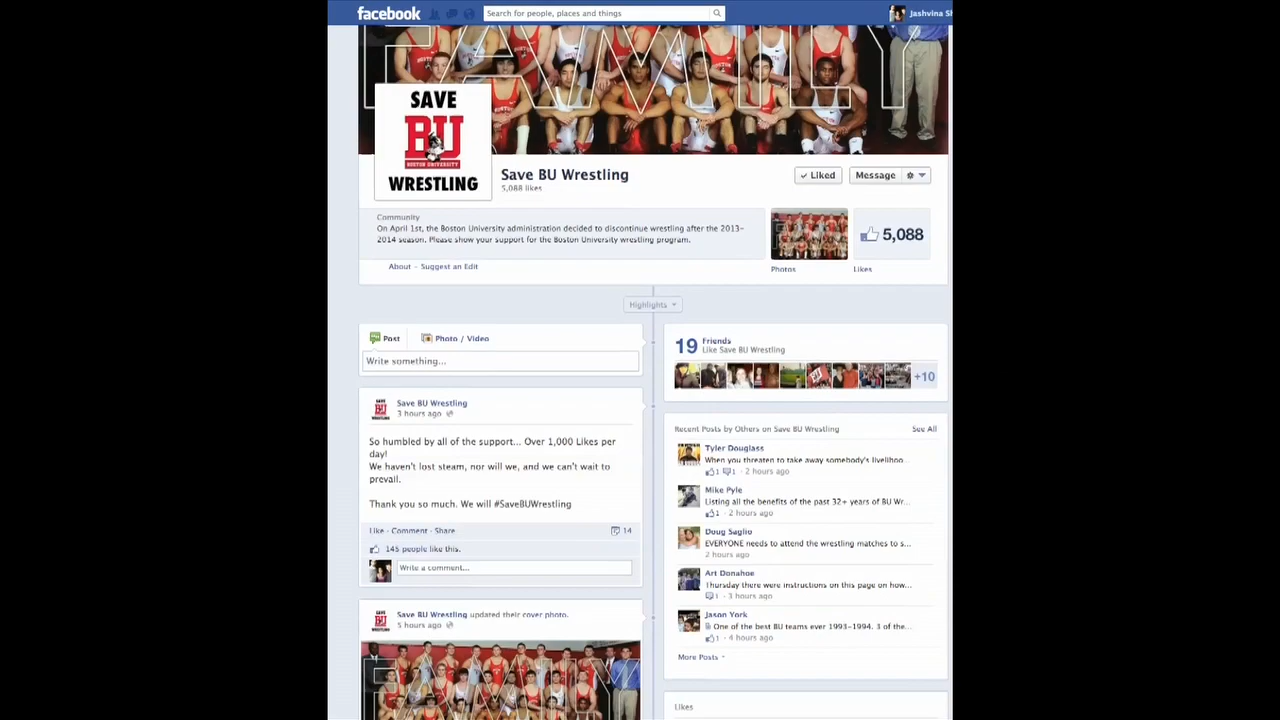 facebook
Search for people, places and things
Jashvina Sh
FAMILY
SAVE
BU
BOSTON UNIVERSITY
WRESTLING
Save BU Wrestling
5,088 likes
Liked
Message
Community
On April 1st, the Boston University administration decided to discontinue wrestling after the 2013-
2014 season. Please show your support for the Boston University wrestling program.
About - Suggest an Edit
Photos
5,088
Likes
Highlights
Post
Photo / Video
Write something...
Save BU Wrestling
3 hours ago
So humbled by all of the support... Over 1,000 Likes per
day!
We haven't lost steam, nor will we, and we can't wait to
prevail.
Thank you so much. We will #SaveBUWrestling
Like · Comment · Share
14
145 people like this.
Write a comment...
Save BU Wrestling updated their cover photo.
5 hours ago
FAMILY
19
Friends
Like Save BU Wrestling
+10
Recent Posts by Others on Save BU Wrestling
See All
Tyler Douglass
When you threaten to take away somebody's livelihoo...
1 1 · 2 hours ago
Mike Pyle
Listing all the benefits of the past 32+ years of BU Wr...
1 · 2 hours ago
Doug Saglio
EVERYONE needs to attend the wrestling matches to s...
2 hours ago
Art Donahoe
Thursday there were instructions on this page on how...
1 · 3 hours ago
Jason York
One of the best BU teams ever 1993-1994. 3 of the...
1 · 4 hours ago
More Posts
Likes